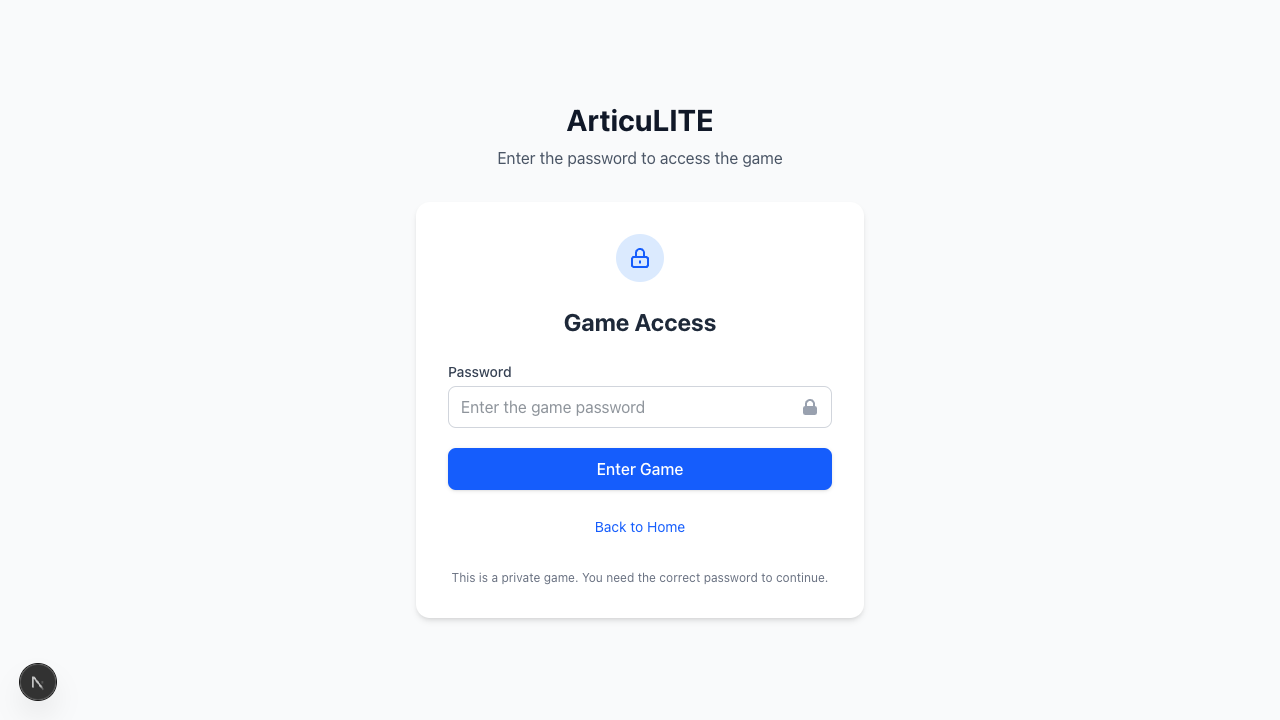 ArticuLITE
Enter the password to access the game
Game Access
Password
Enter the game password
Enter Game
Back to Home
This is a private game. You need the correct password to continue.